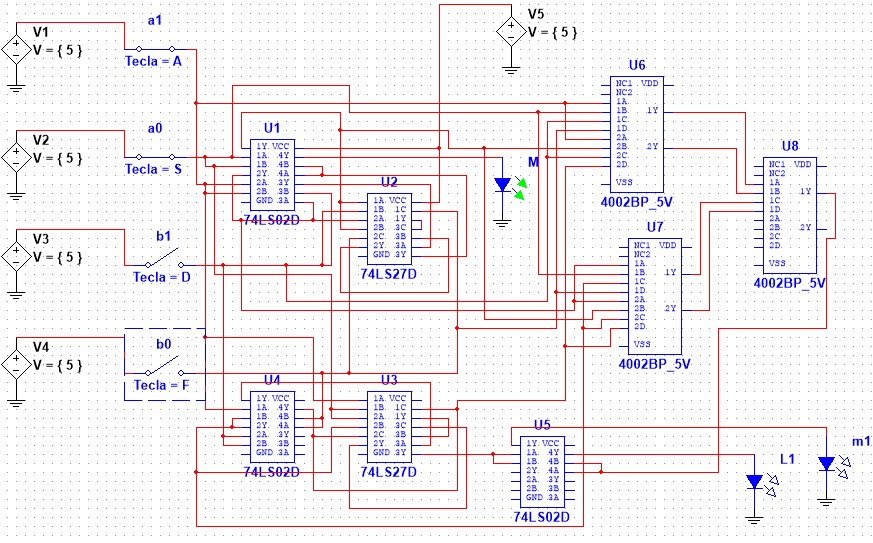 V1
V = { 5 }
a1
Tecla = A
V2
V = { 5 }
a0
Tecla = S
V3
V = { 5 }
b1
Tecla = D
V4
V = { 5 }
b0
Tecla = F
V5
V = { 5 }
U1
1Y VCC
1A 4Y
1B 4B
2Y 4A
2A 3Y
2B 3B
GND 3A
74LS02D
U2
1A VCC
1B 1C
2A 1Y
2B 3C
2C 3B
2Y 3A
GND 3Y
74LS27D
M
U6
NC1 VDD
NC2
1A
1B 1Y
1C
1D
2A
2B 2Y
2C
2D
VSS
4002BP_5V
U7
NC1 VDD
NC2
1A
1B 1Y
1C
1D
2A
2B 2Y
2C
2D
VSS
4002BP_5V
U8
NC1 VDD
NC2
1A
1B 1Y
1C
1D
2A
2B 2Y
2C
2D
VSS
4002BP_5V
U4
1Y VCC
1A 4Y
1B 4B
2Y 4A
2A 3Y
2B 3B
GND 3A
74LS02D
U3
1A VCC
1B 1C
2A 1Y
2B 3C
2C 3B
2Y 3A
GND 3Y
74LS27D
U5
1Y VCC
1A 4Y
1B 4B
2Y 4A
2A 3Y
2B 3B
GND 3A
74LS02D
L1
m1